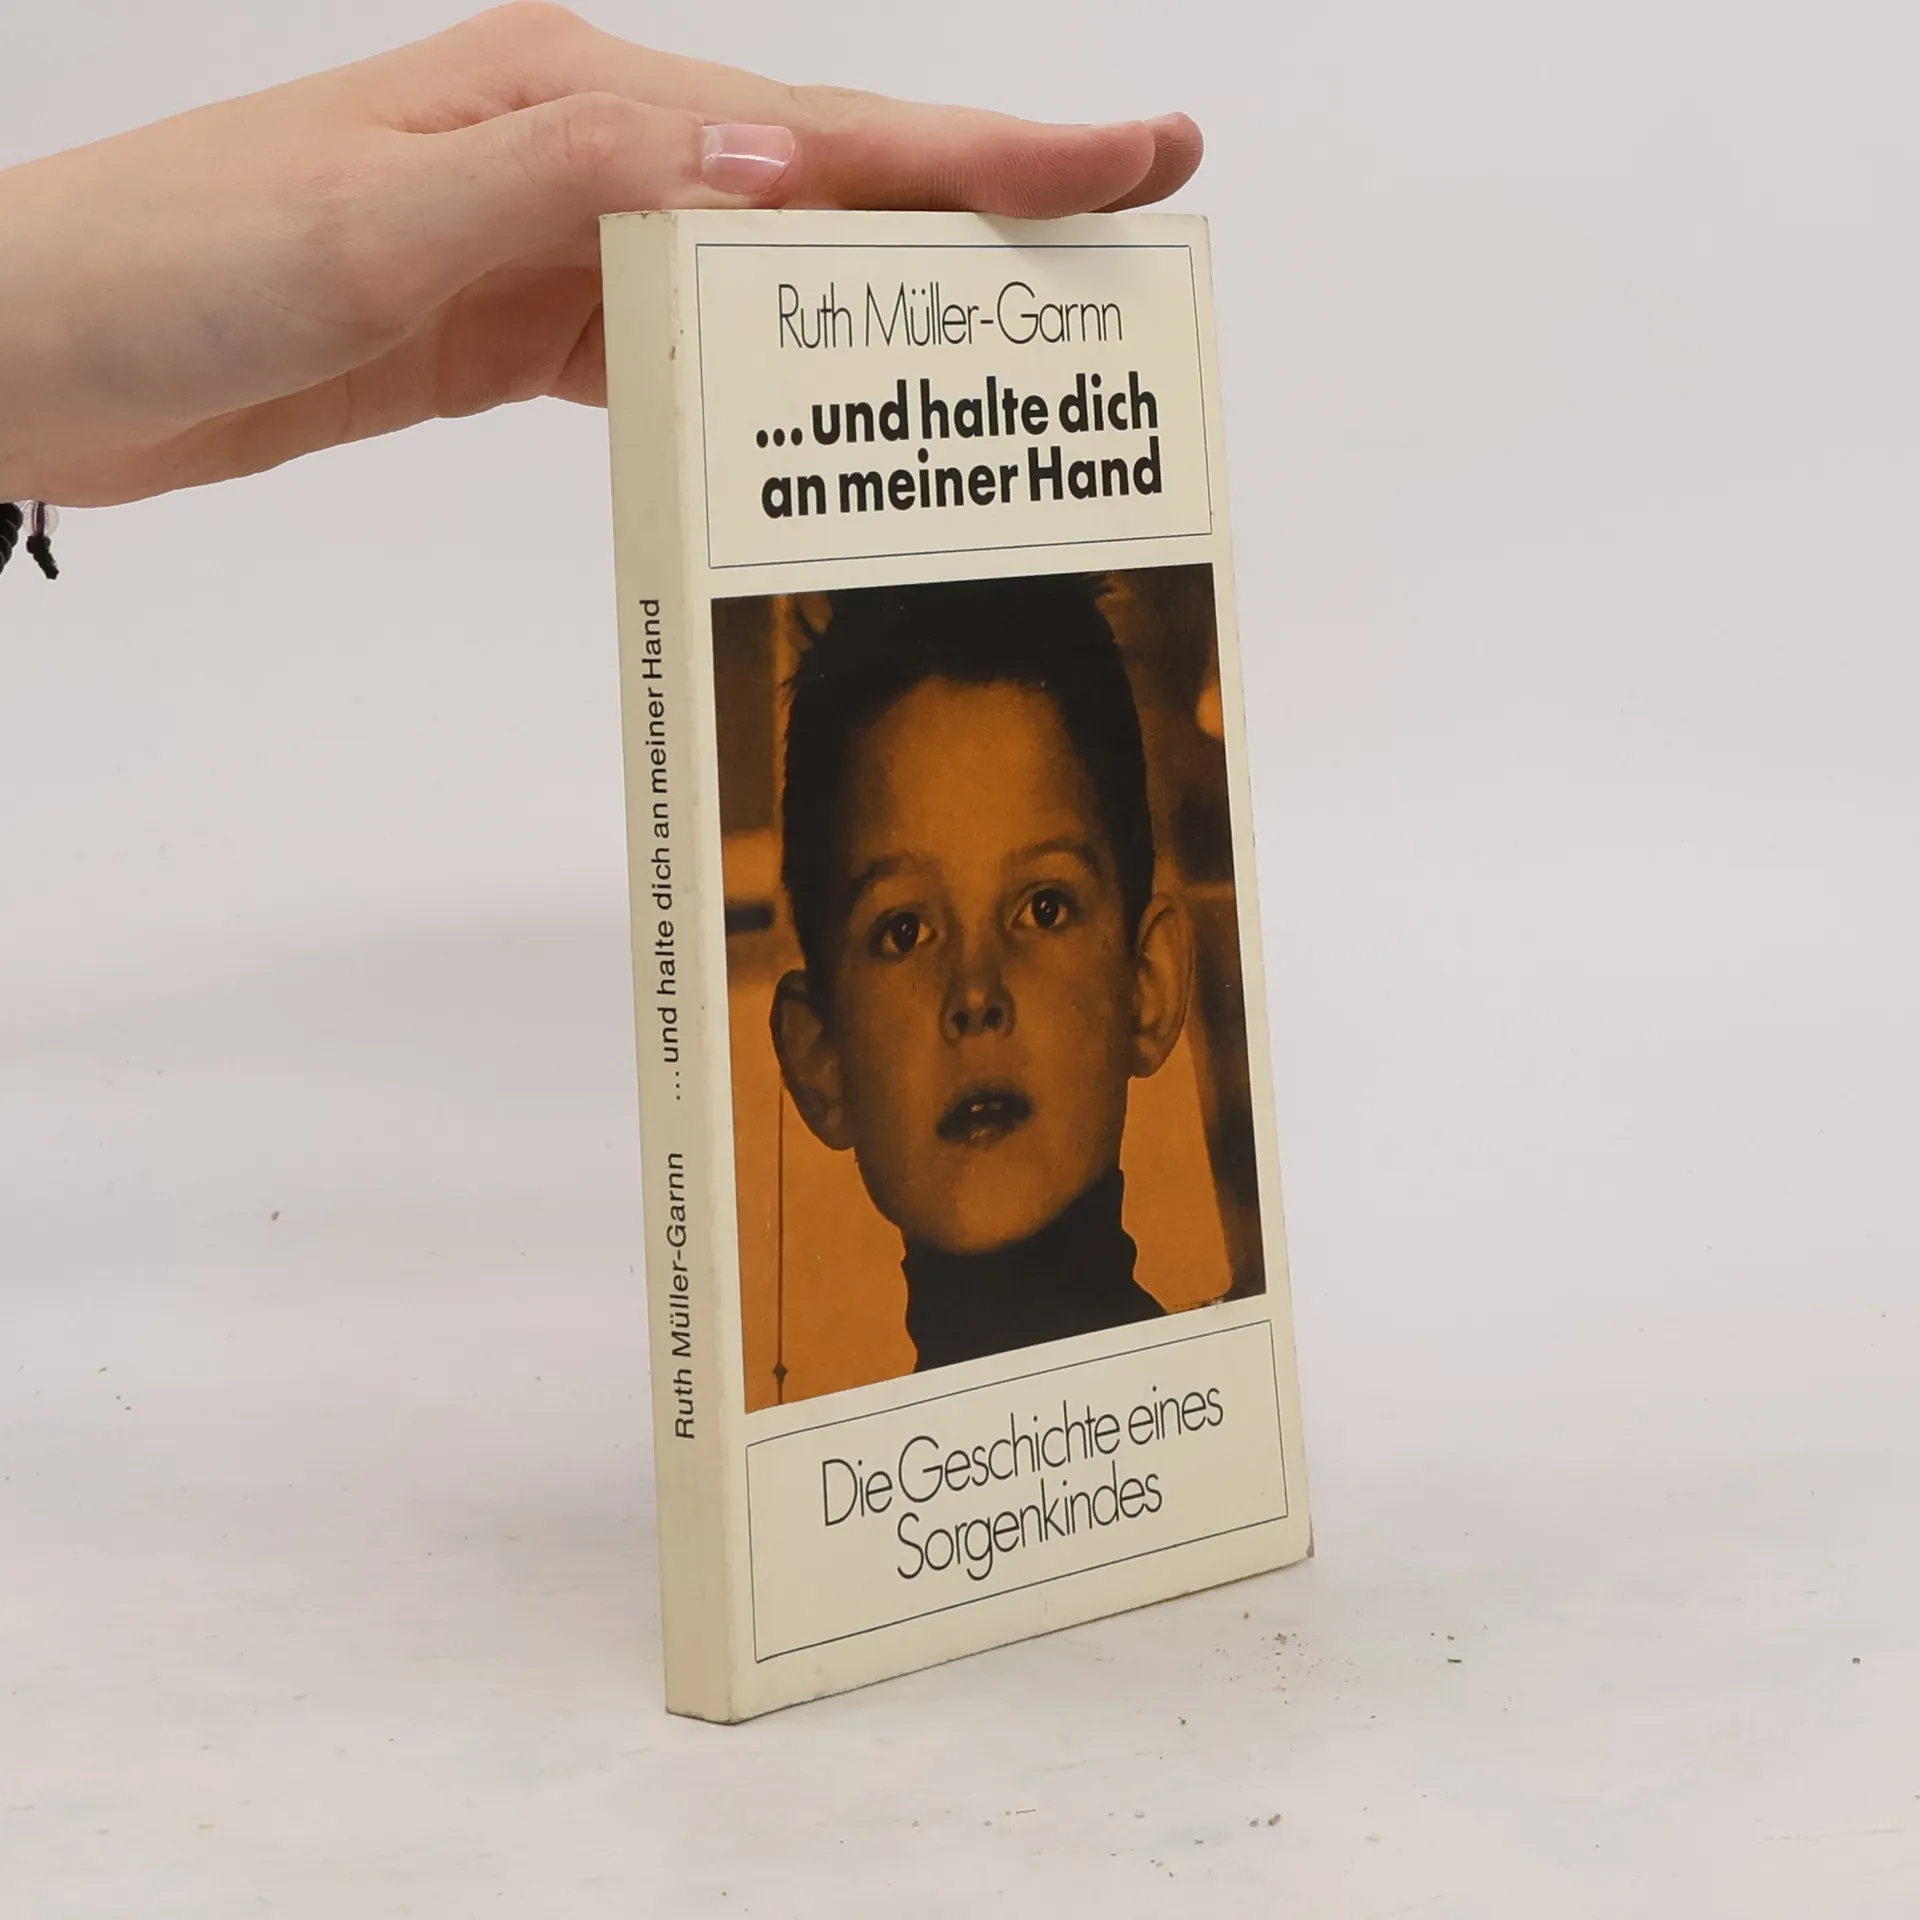 Ruth Müller-Garnn
...und halte dich
an meiner Hand
Die Geschichte eines
Sorgenkindes
Ruth Müller-Garnn ...und halte dich an meiner Hand